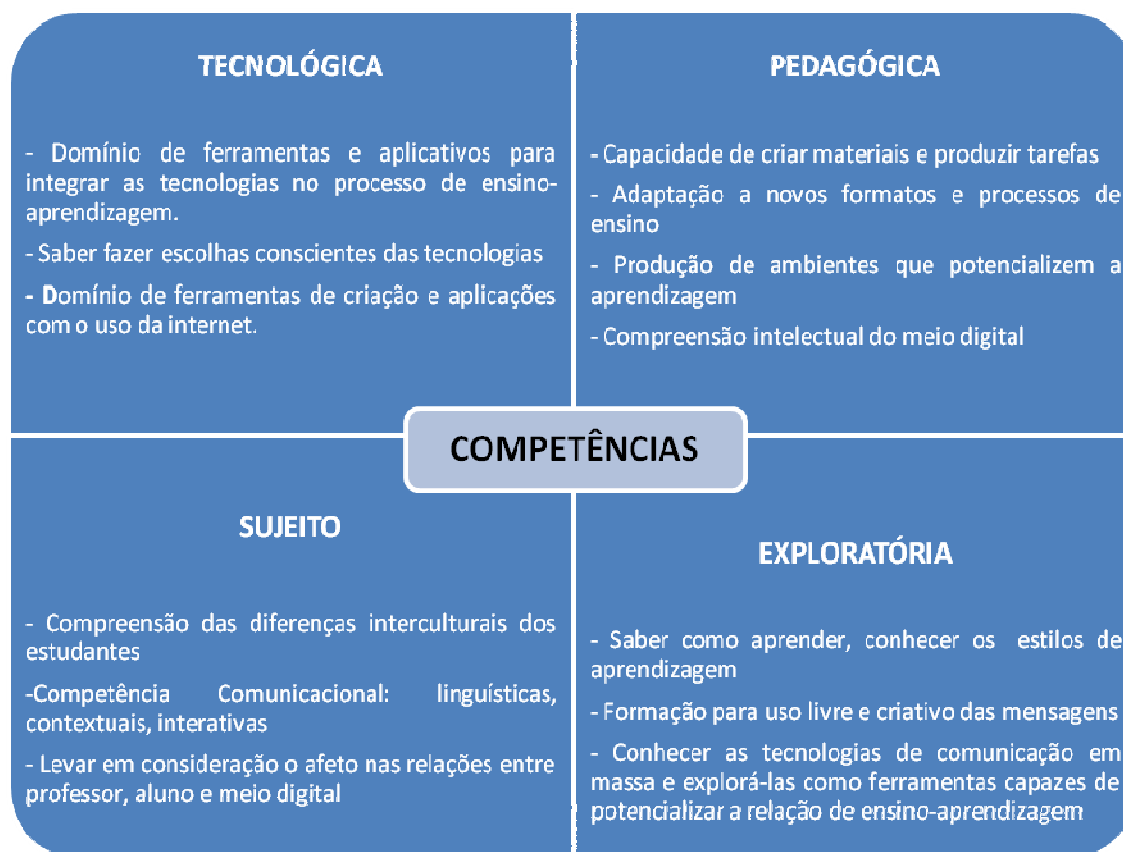 TECNOLÓGICA
- Domínio de ferramentas e aplicativos para
integrar as tecnologias no processo de ensino-
aprendizagem.
- Saber fazer escolhas conscientes das tecnologias
- Domínio de ferramentas de criação e aplicações
com o uso da internet.
PEDAGÓGICA
- Capacidade de criar materiais e produzir tarefas
- Adaptação a novos formatos e processos de
ensino
- Produção de ambientes que potencializem a
aprendizagem
- Compreensão intelectual do meio digital
COMPETÊNCIAS
SUJEITO
- Compreensão das diferenças interculturais dos
estudantes
-Competência Comunicacional: linguísticas,
contextuais, interativas
- Levar em consideração o afeto nas relações entre
professor, aluno e meio digital
EXPLORATÓRIA
- Saber como aprender, conhecer os estilos de
aprendizagem
- Formação para uso livre e criativo das mensagens
- Conhecer as tecnologias de comunicação em
massa e explorá-las como ferramentas capazes de
potencializar a relação de ensino-aprendizagem